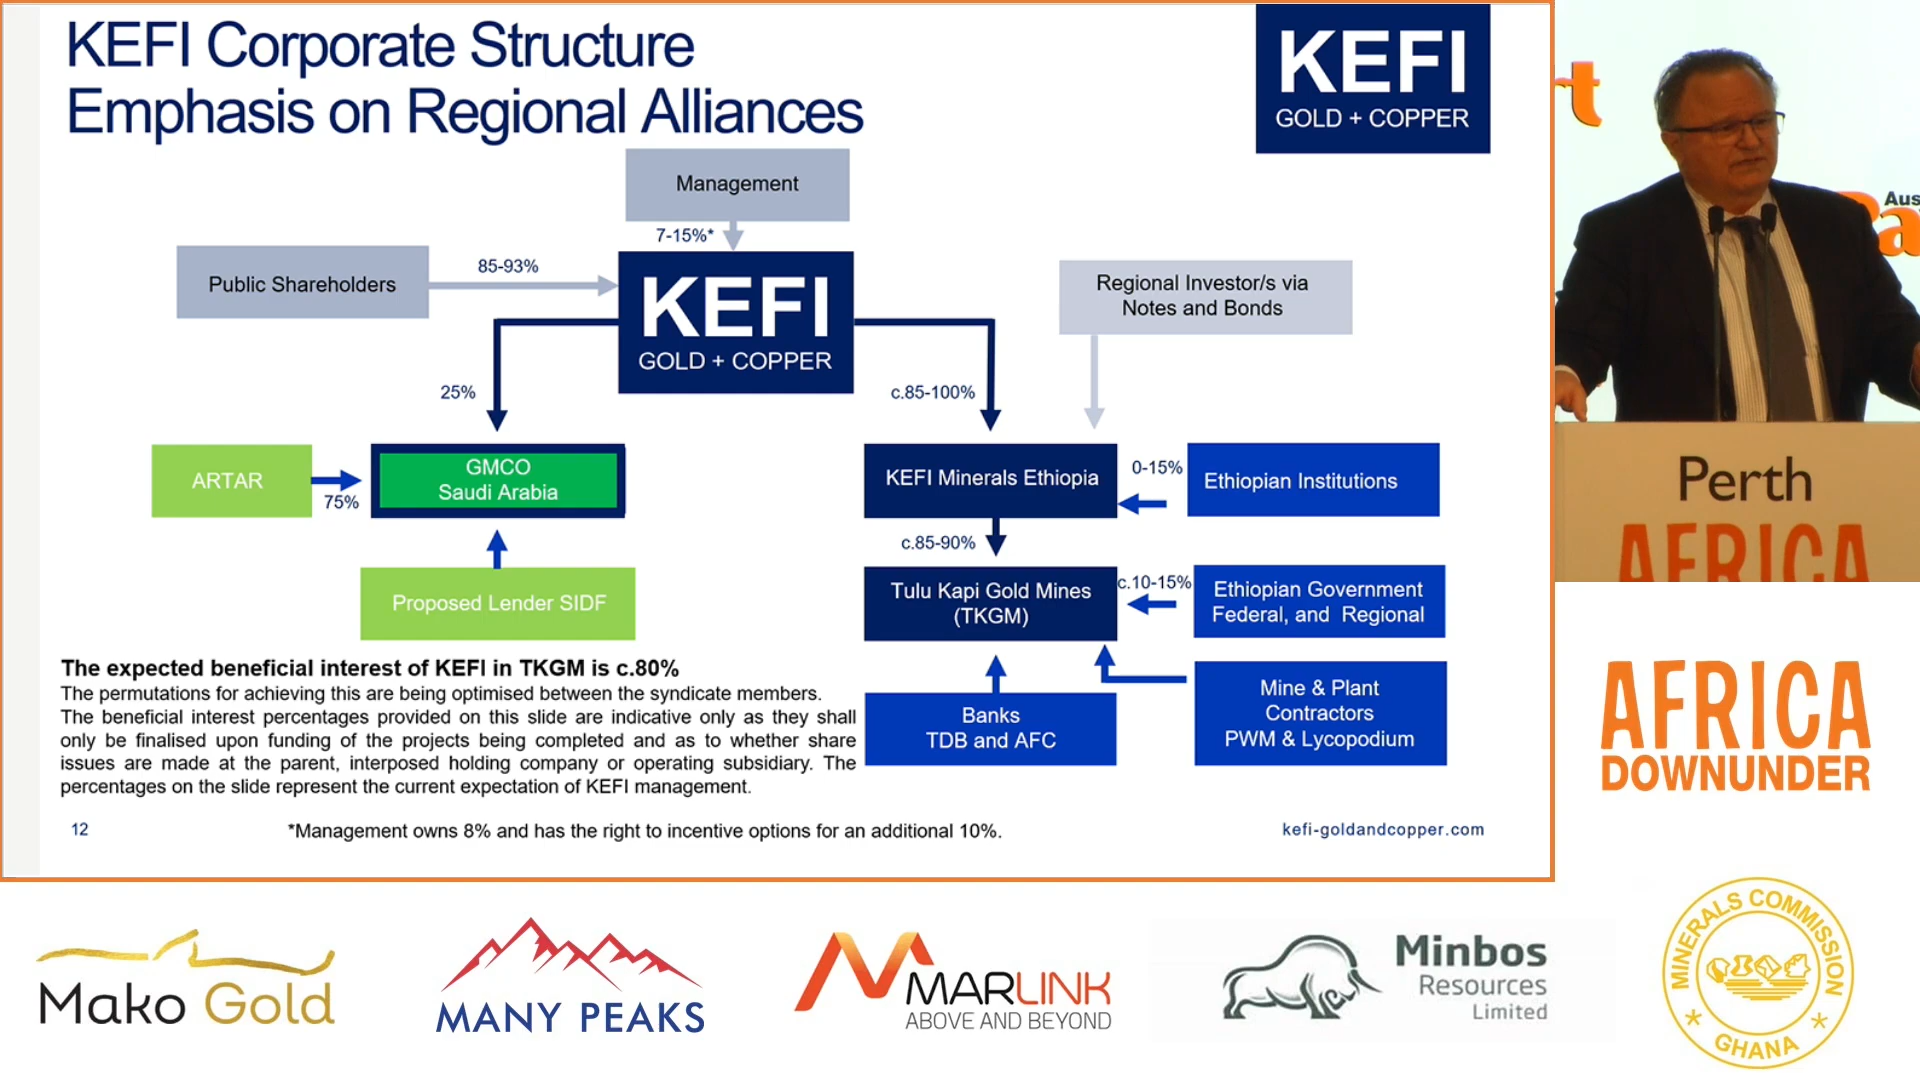 KEFI Corporate Structure
Emphasis on Regional Alliances
KEFI
GOLD + COPPER
Management
7-15%*
Public Shareholders
85-93%
KEFI
GOLD + COPPER
Regional Investor/s via
Notes and Bonds
25%
c.85-100%
ARTAR
75%
GMCO
Saudi Arabia
KEFI Minerals Ethiopia
0-15%
Ethiopian Institutions
c.85-90%
Proposed Lender SIDF
Tulu Kapi Gold Mines
(TKGM)
c.10-15%
Ethiopian Government
Federal, and Regional
Banks
TDB and AFC
Mine & Plant
Contractors
PWM & Lycopodium
The expected beneficial interest of KEFI in TKGM is c.80%
The permutations for achieving this are being optimised between the syndicate members.
The beneficial interest percentages provided on this slide are indicative only as they shall
only be finalised upon funding of the projects being completed and as to whether share
issues are made at the parent, interposed holding company or operating subsidiary. The
percentages on the slide represent the current expectation of KEFI management.
12
*Management owns 8% and has the right to incentive options for an additional 10%.
kefi-goldandcopper.com
Perth
AFRICA
AFRICA
DOWNUNDER
Mako Gold
MANY PEAKS
MARLINK
ABOVE AND BEYOND
Minbos
Resources
Limited
MINERALS COMMISSION
GHANA